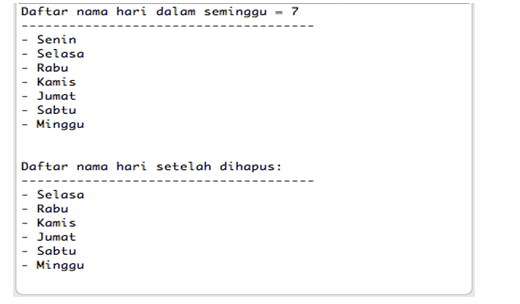 Daftar nama hari dalam seminggu = 7
-------------------------------------
- Senin
- Selasa
- Rabu
- Kamis
- Jumat
- Sabtu
- Minggu
Daftar nama hari setelah dihapus:
-------------------------------------
- Selasa
- Rabu
- Kamis
- Jumat
- Sabtu
- Minggu